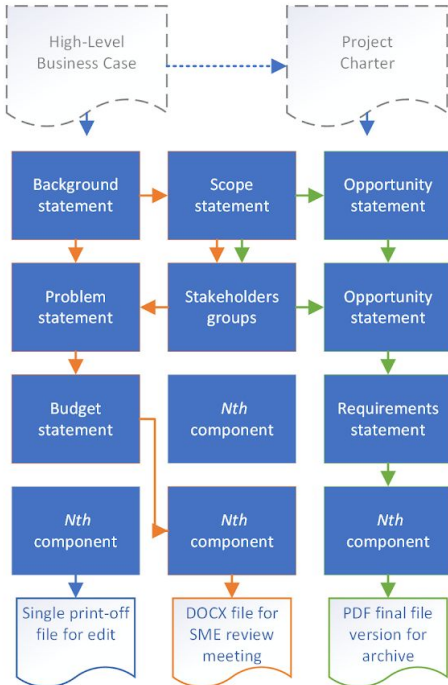 High-Level
Business Case
Project
Charter
Background
statement
Scope
statement
Opportunity
statement
Problem
statement
Stakeholders
groups
Opportunity
statement
Budget
statement
Nth
component
Requirements
statement
Nth
component
Nth
component
Nth
component
Single print-off
file for edit
DOCX file for
SME review
meeting
PDF final file
version for
archive